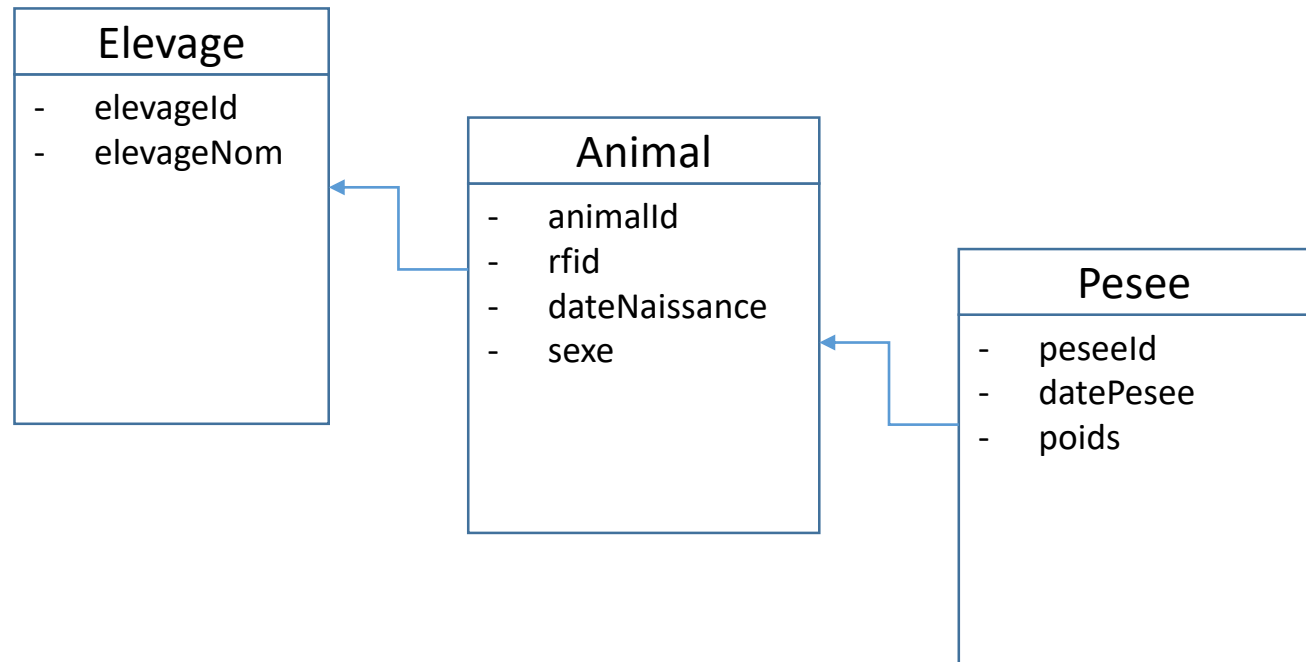 Elevage
- elevageId
- elevageNom
Animal
- animalId
- rfid
- dateNaissance
- sexe
Pesee
- peseeId
- datePesee
- poids